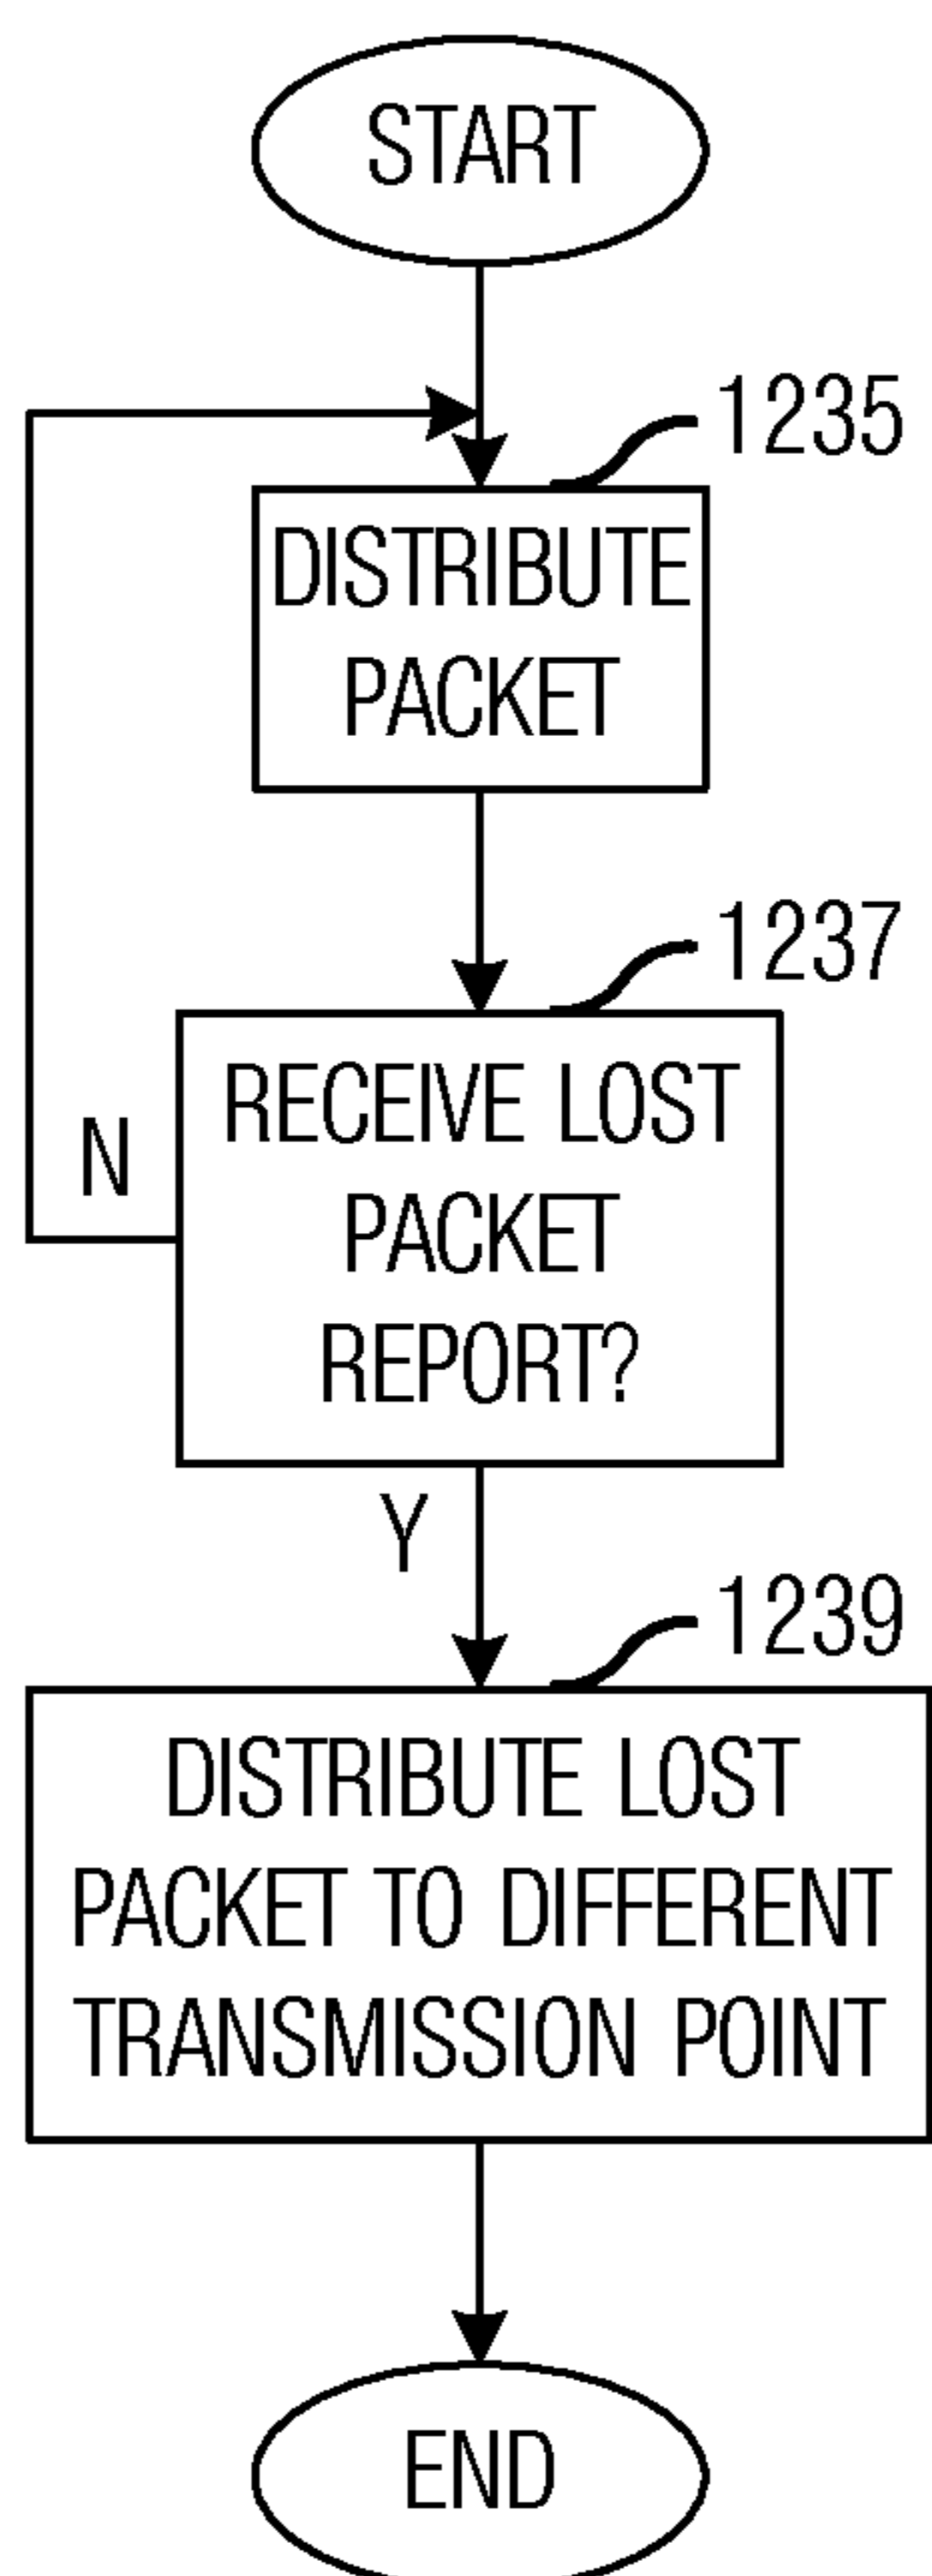 START
1235
DISTRIBUTE
PACKET
1237
RECEIVE LOST
PACKET
REPORT?
N
Y
1239
DISTRIBUTE LOST
PACKET TO DIFFERENT
TRANSMISSION POINT
END